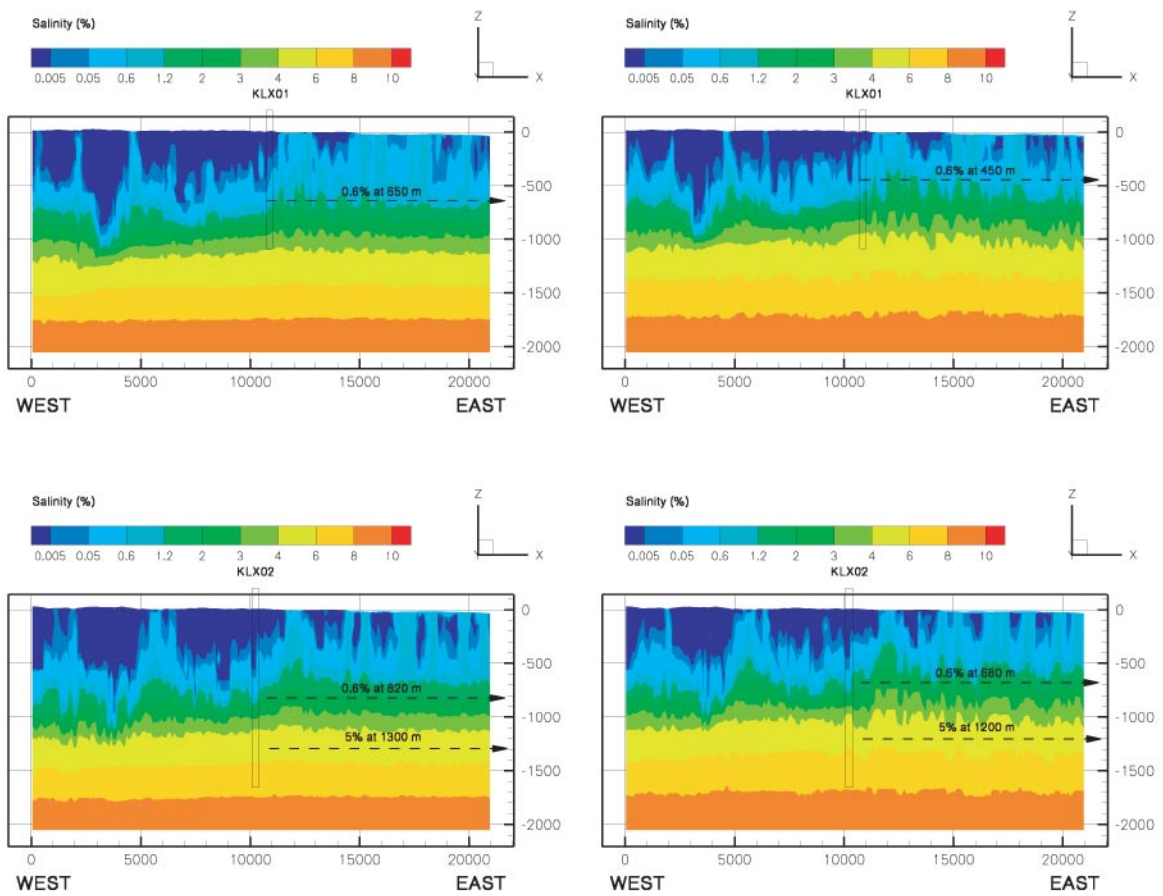 Salinity (%)
Z
X
Y
0.005 0.05 0.6 1.2 2 3 4 6 8 10
KLX01
0.6% at 650 m
0
-500
-1000
-1500
-2000
0 5000 10000 15000 20000
WEST EAST
Salinity (%)
Z
X
Y
0.005 0.05 0.6 1.2 2 3 4 6 8 10
KLX01
0.6% at 450 m
0
-500
-1000
-1500
-2000
0 5000 10000 15000 20000
WEST EAST
Salinity (%)
Z
X
Y
0.005 0.05 0.6 1.2 2 3 4 6 8 10
KLX02
0.6% at 820 m
5% at 1300 m
0
-500
-1000
-1500
-2000
0 5000 10000 15000 20000
WEST EAST
Salinity (%)
Z
X
Y
0.005 0.05 0.6 1.2 2 3 4 6 8 10
KLX02
0.6% at 680 m
5% at 1200 m
0
-500
-1000
-1500
-2000
0 5000 10000 15000 20000
WEST EAST